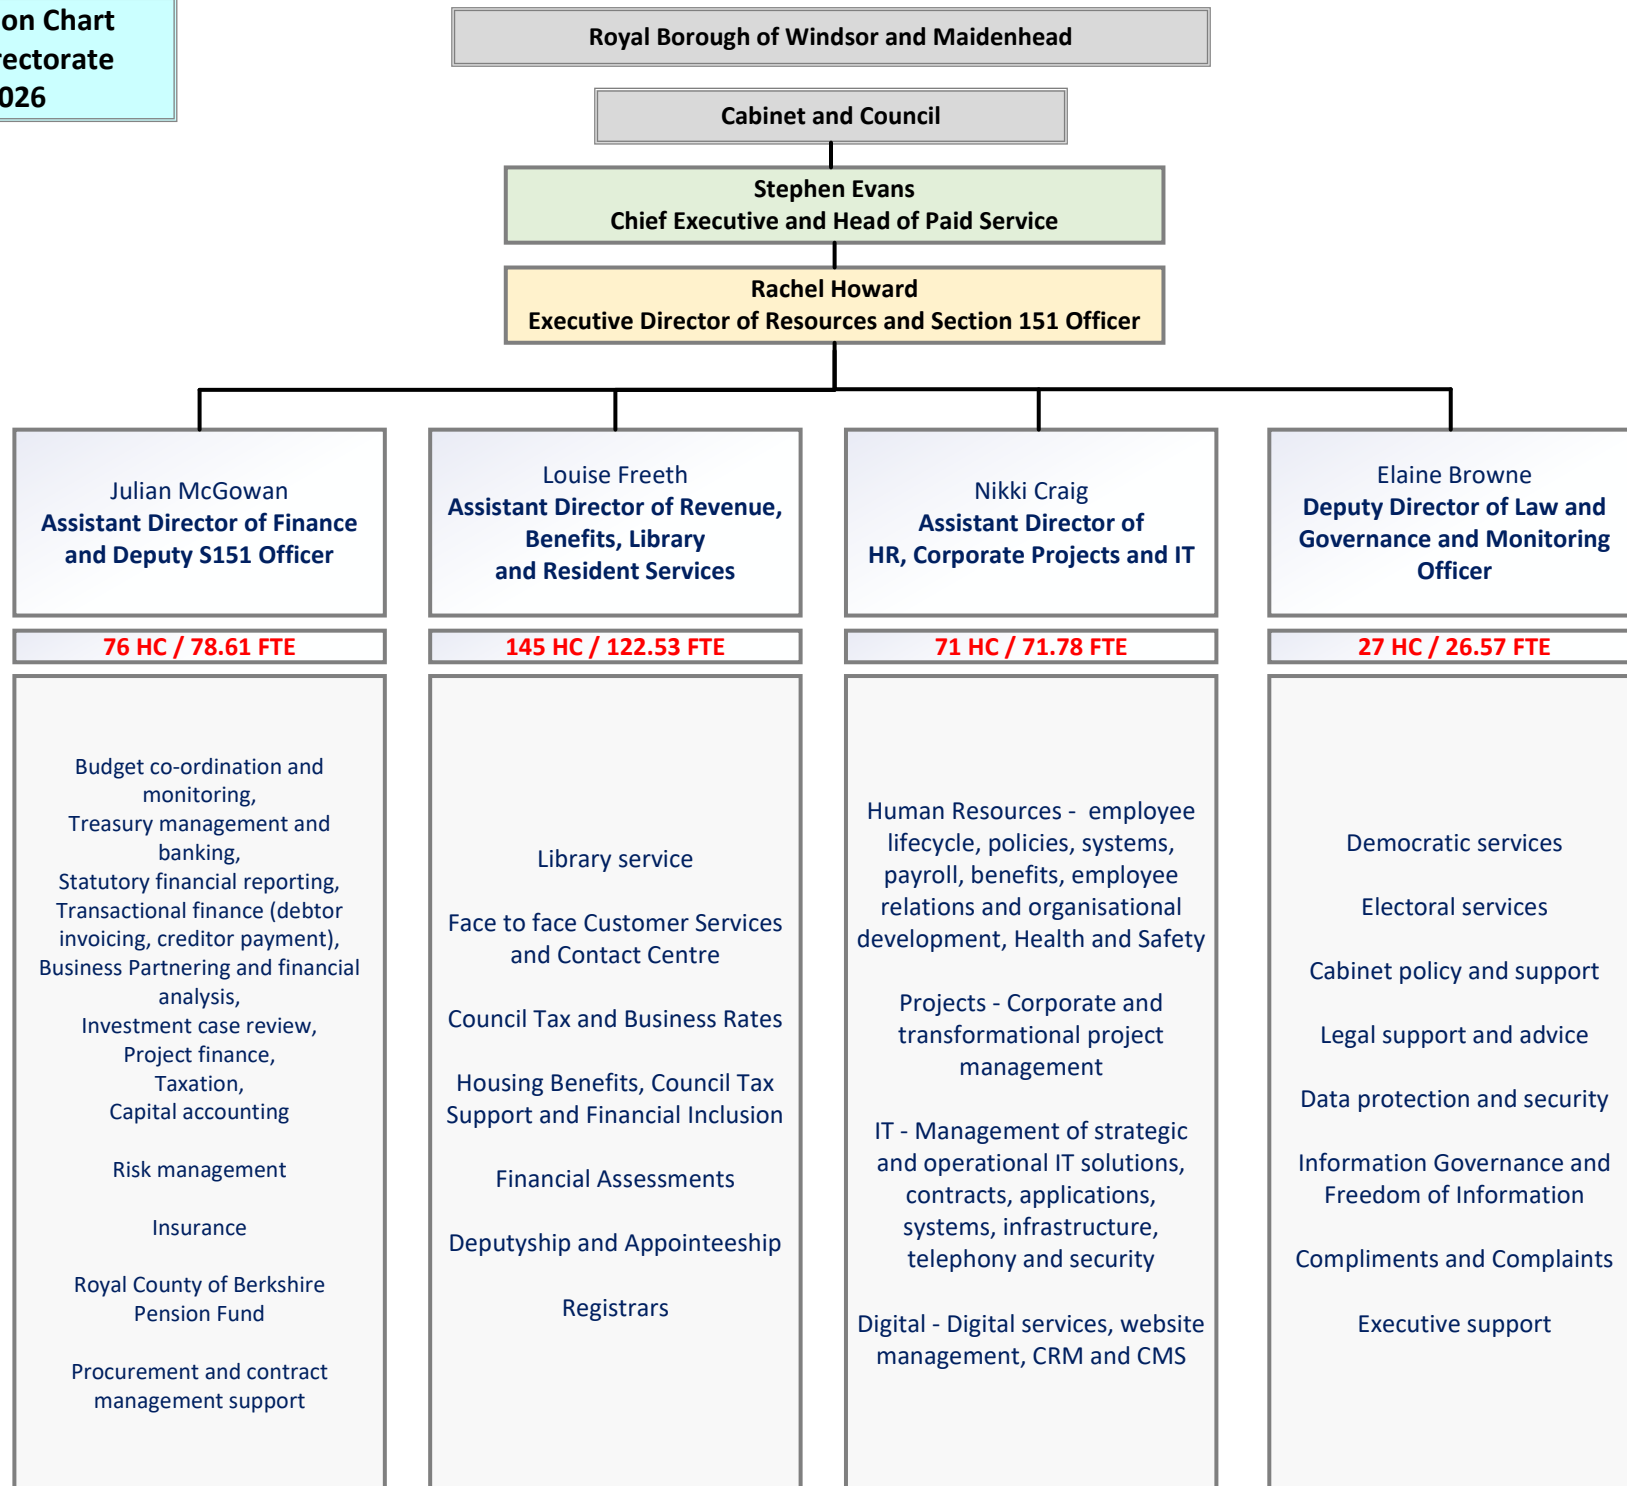 on Chart
rectorate
026
Royal Borough of Windsor and Maidenhead
Cabinet and Council
Stephen Evans
Chief Executive and Head of Paid Service
Rachel Howard
Executive Director of Resources and Section 151 Officer
Julian McGowan
Assistant Director of Finance
and Deputy S151 Officer
76 HC / 78.61 FTE
Budget co-ordination and
monitoring,
Treasury management and
banking,
Statutory financial reporting,
Transactional finance (debtor
invoicing, creditor payment),
Business Partnering and financial
analysis,
Investment case review,
Project finance,
Taxation,
Capital accounting
Risk management
Insurance
Royal County of Berkshire
Pension Fund
Procurement and contract
management support
Louise Freeth
Assistant Director of Revenue,
Benefits, Library
and Resident Services
145 HC / 122.53 FTE
Library service
Face to face Customer Services
and Contact Centre
Council Tax and Business Rates
Housing Benefits, Council Tax
Support and Financial Inclusion
Financial Assessments
Deputyship and Appointeeship
Registrars
Nikki Craig
Assistant Director of
HR, Corporate Projects and IT
71 HC / 71.78 FTE
Human Resources - employee
lifecycle, policies, systems,
payroll, benefits, employee
relations and organisational
development, Health and Safety
Projects - Corporate and
transformational project
management
IT - Management of strategic
and operational IT solutions,
contracts, applications,
systems, infrastructure,
telephony and security
Digital - Digital services, website
management, CRM and CMS
Elaine Browne
Deputy Director of Law and
Governance and Monitoring
Officer
27 HC / 26.57 FTE
Democratic services
Electoral services
Cabinet policy and support
Legal support and advice
Data protection and security
Information Governance and
Freedom of Information
Compliments and Complaints
Executive support